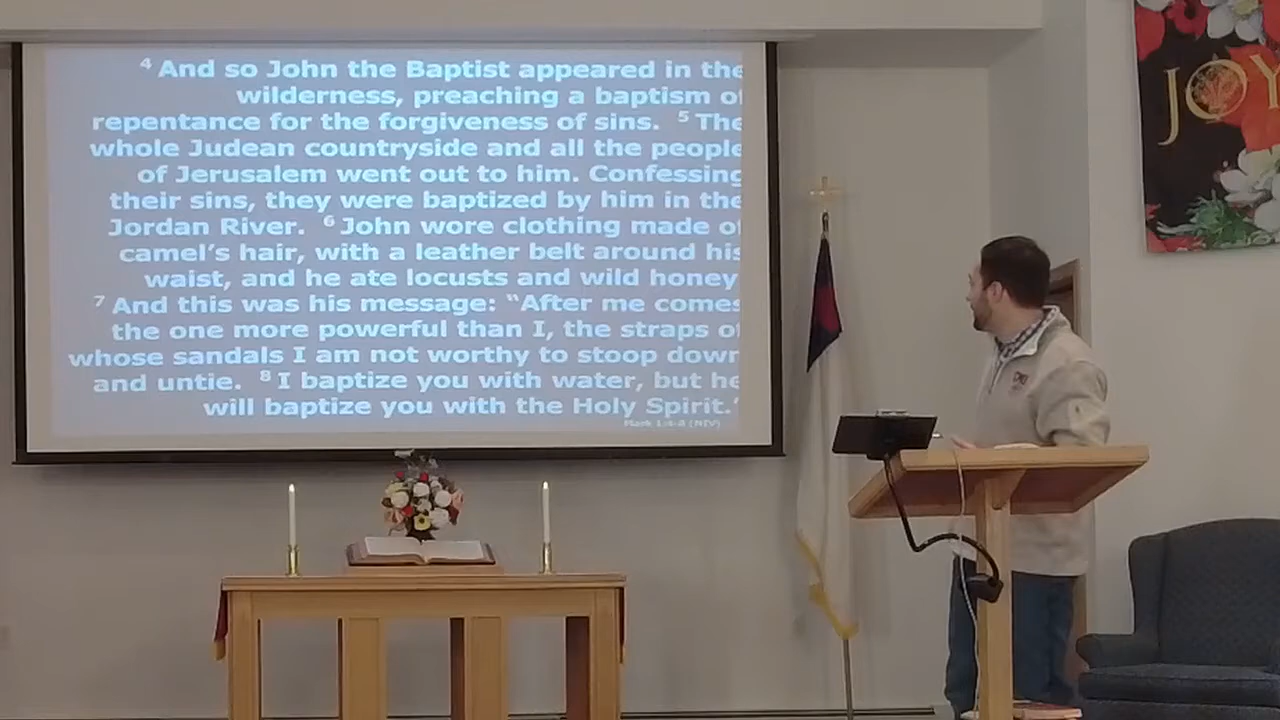 4 And so John the Baptist appeared in the
wilderness, preaching a baptism of
repentance for the forgiveness of sins. 5 The
whole Judean countryside and all the people
of Jerusalem went out to him. Confessing
their sins, they were baptized by him in the
Jordan River. 6 John wore clothing made of
camel's hair, with a leather belt around his
waist, and he ate locusts and wild honey
7 And this was his message: “After me comes
the one more powerful than I, the straps of
whose sandals I am not worthy to stoop down
and untie. 8 I baptize you with water, but he
will baptize you with the Holy Spirit.’
Mark 1:4-8 (NIV)
JOY